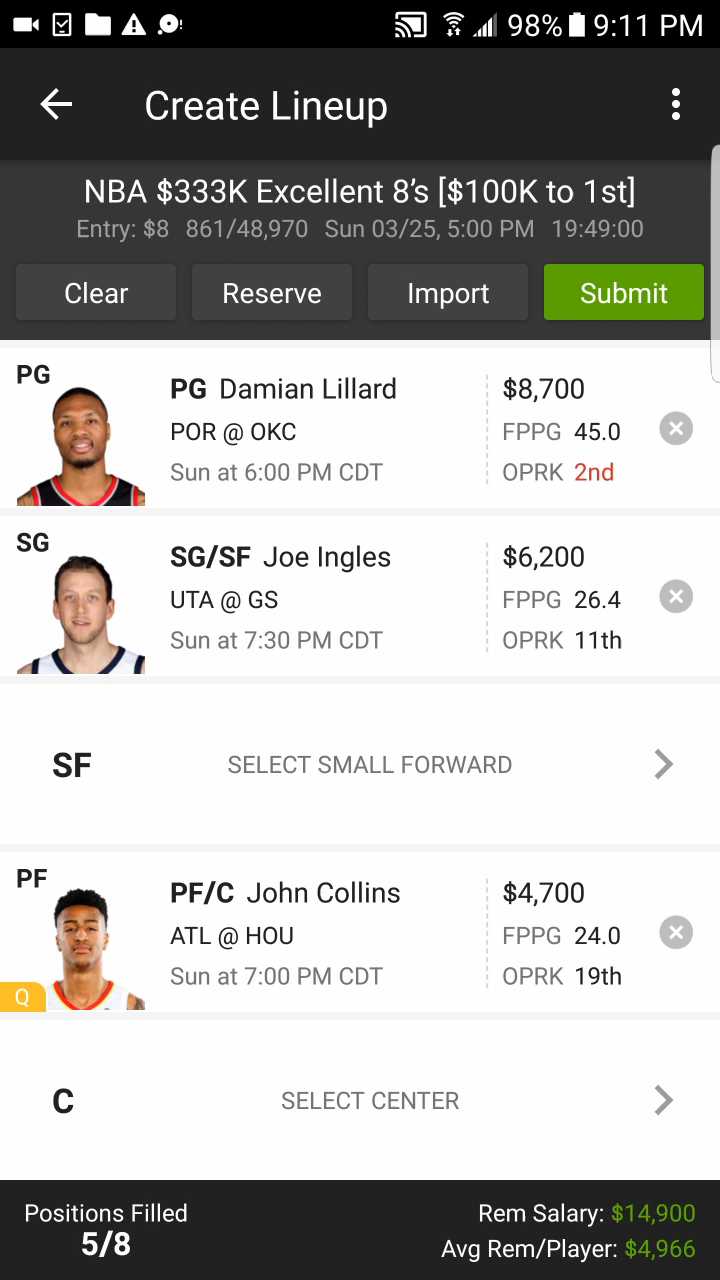 98% 9:11 PM
Create Lineup
NBA $333K Excellent 8's [$100K to 1st]
Entry: $8 861/48,970 Sun 03/25, 5:00 PM 19:49:00
Clear Reserve Import Submit
PG
PG Damian Lillard $8,700
POR @ OKC FPPG 45.0
Sun at 6:00 PM CDT OPRK 2nd
SG
SG/SF Joe Ingles $6,200
UTA @ GS FPPG 26.4
Sun at 7:30 PM CDT OPRK 11th
SF SELECT SMALL FORWARD
PF
PF/C John Collins $4,700
ATL @ HOU FPPG 24.0
Sun at 7:00 PM CDT OPRK 19th
Q
C SELECT CENTER
Positions Filled Rem Salary: $14,900
5/8 Avg Rem/Player: $4,966